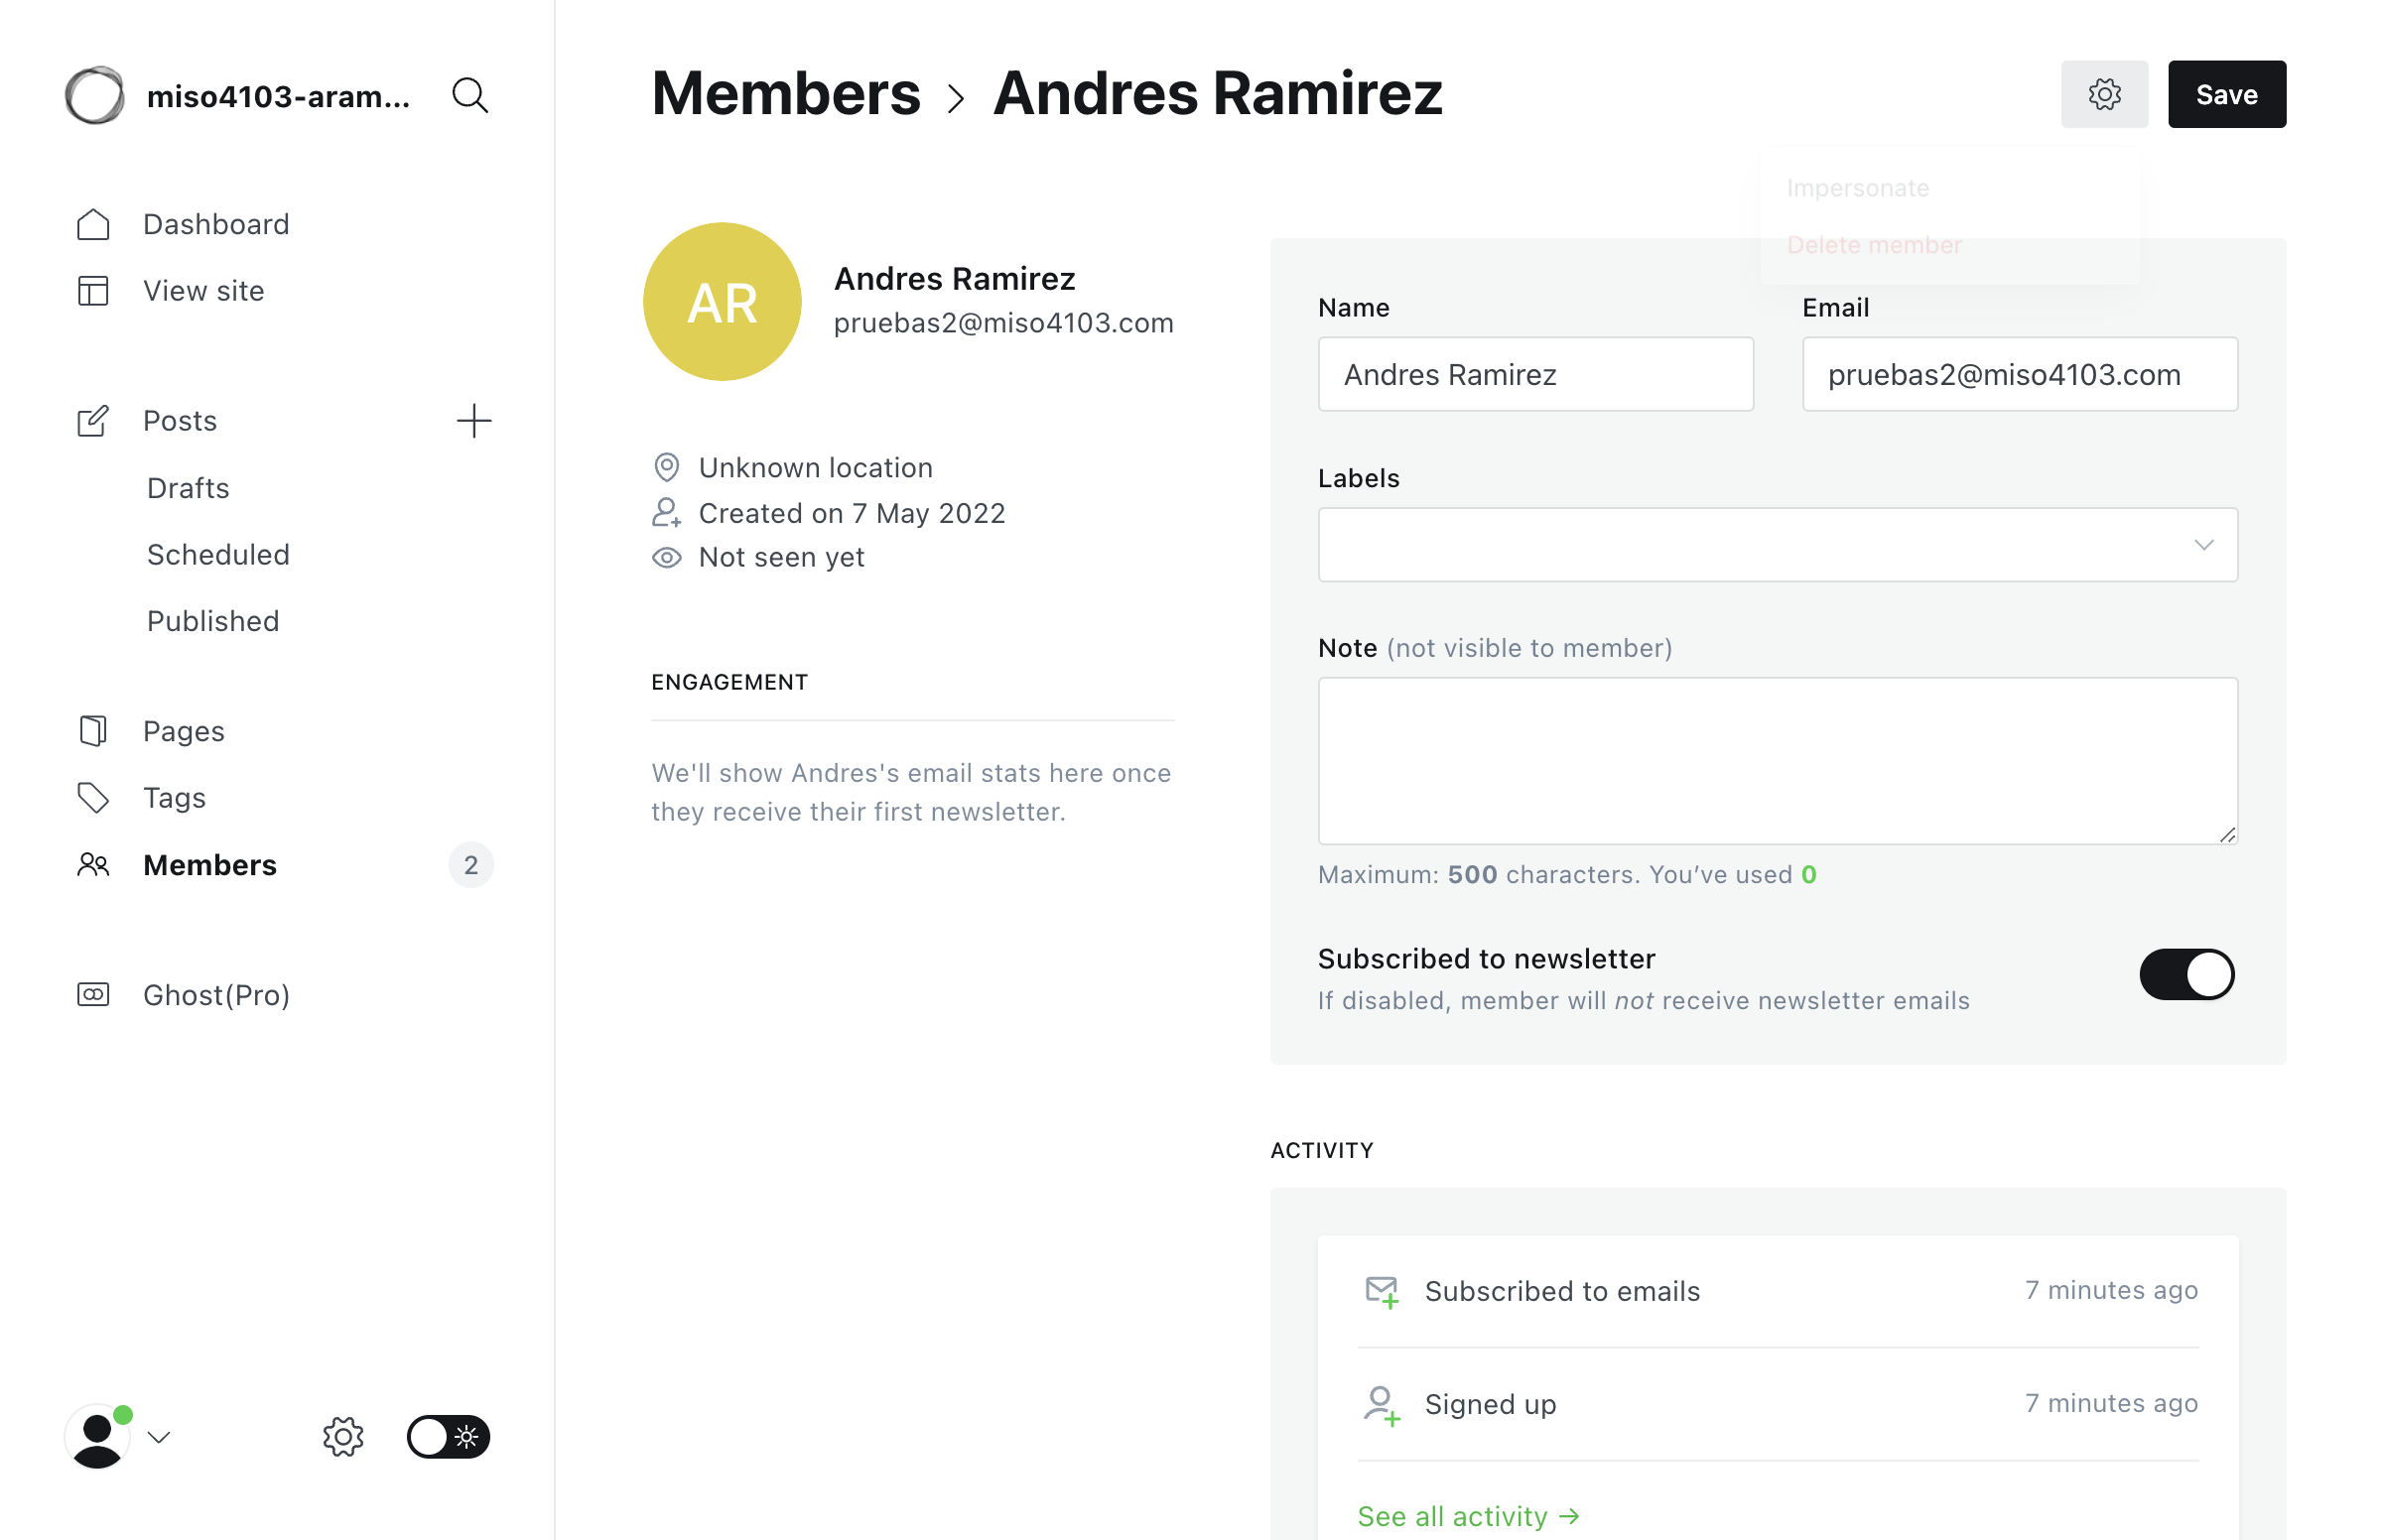 miso4103-aram...
Dashboard
View site
Posts
Drafts
Scheduled
Published
Pages
Tags
Members
2
Ghost(Pro)
Members > Andres Ramirez
Save
Impersonate
Delete member
AR
Andres Ramirez
pruebas2@miso4103.com
Unknown location
Created on 7 May 2022
Not seen yet
ENGAGEMENT
We'll show Andres's email stats here once
they receive their first newsletter.
Name
Andres Ramirez
Email
pruebas2@miso4103.com
Labels
Note (not visible to member)
Maximum: 500 characters. You’ve used 0
Subscribed to newsletter
If disabled, member will not receive newsletter emails
ACTIVITY
Subscribed to emails
7 minutes ago
Signed up
7 minutes ago
See all activity →